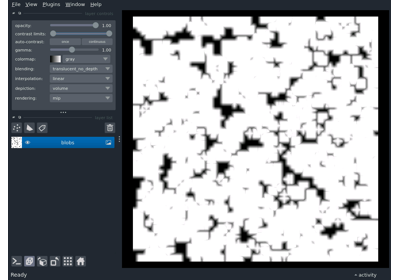 File View Plugins Window Help
opacity: 1.00
contrast limits:
auto-contrast: once continuous
gamma: 1.00
colormap: gray
blending: translucent_no_depth
interpolation: linear
depiction: volume
rendering: mip
blobs
Ready
activity